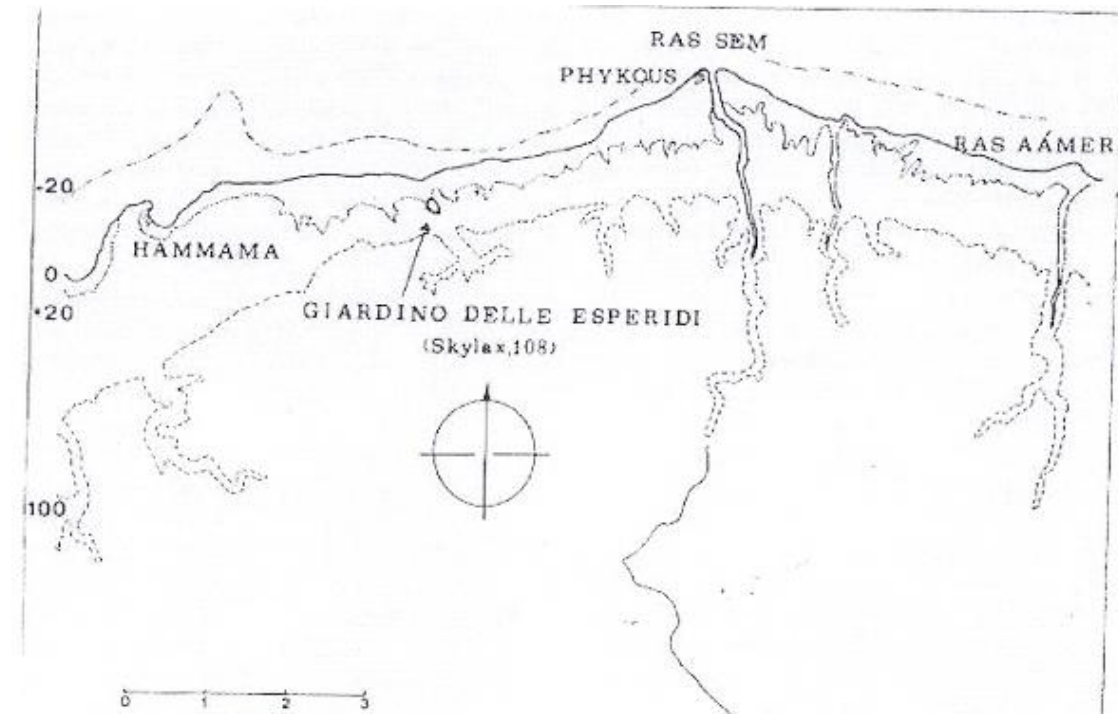 RAS SEM
PHYKOUS
RAS AÁMER
-20
HAMMAMA
0
+20
GIARDINO DELLE ESPERIDI
(Skylax,108)
100
0 1 2 3